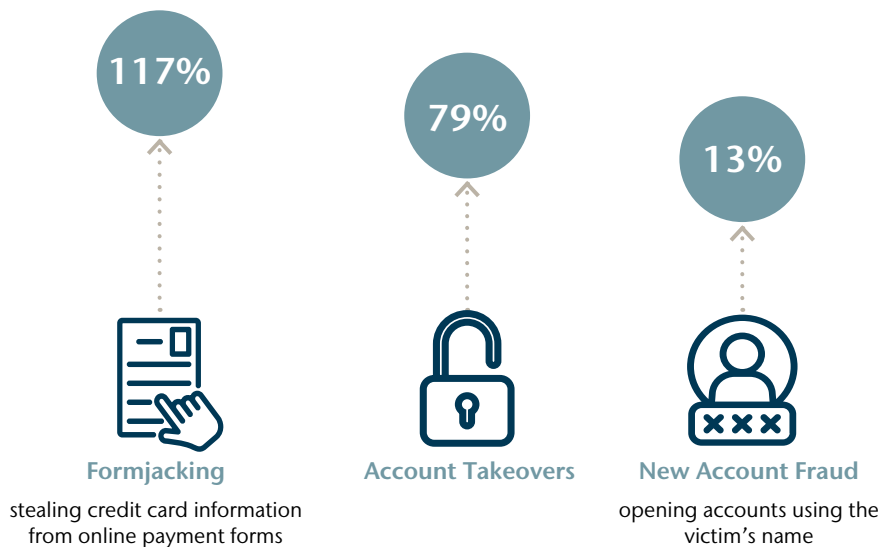 117%
79%
13%
Formjacking
stealing credit card information
from online payment forms
Account Takeovers
New Account Fraud
opening accounts using the
victim's name